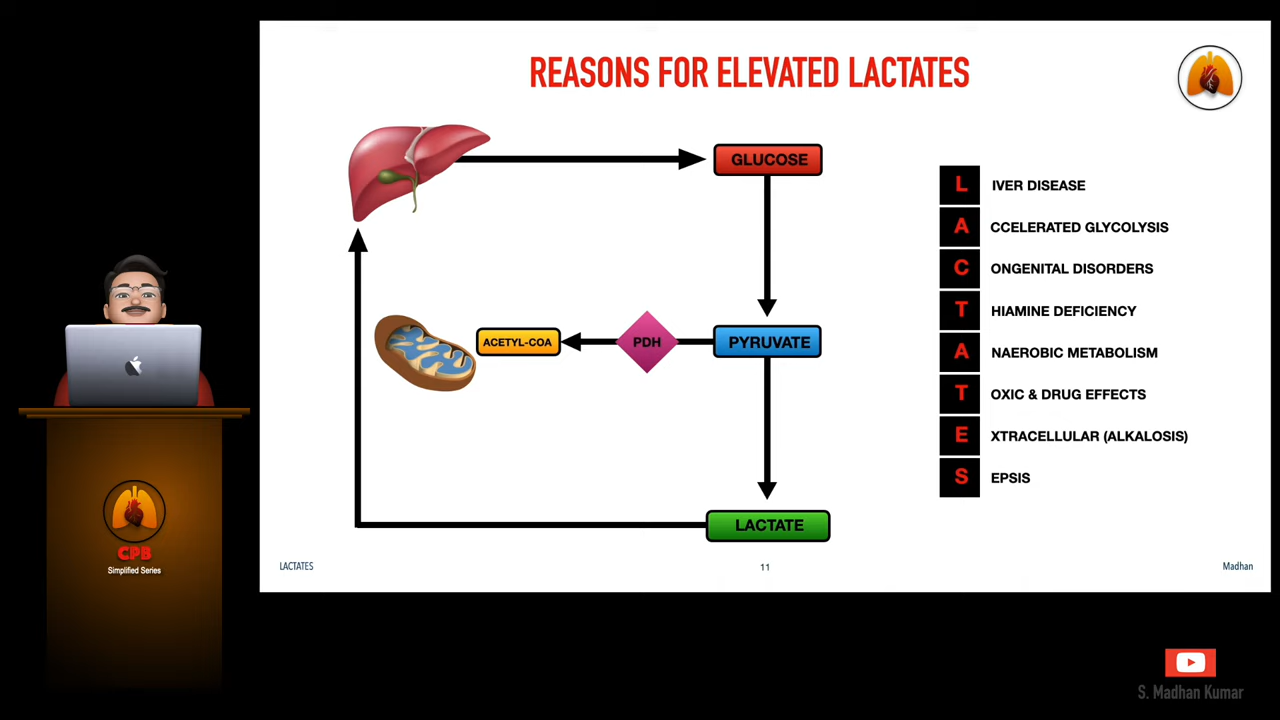 REASONS FOR ELEVATED LACTATES
GLUCOSE
ACETYL-COA
PDH
PYRUVATE
LACTATE
L IVER DISEASE
A CCELERATED GLYCOLYSIS
C ONGENITAL DISORDERS
T HIAMINE DEFICIENCY
A NAEROBIC METABOLISM
T OXIC & DRUG EFFECTS
E XTRACELLULAR (ALKALOSIS)
S EPSIS
LACTATES
11
Madhan
CPB
Simplified Series
S. Madhan Kumar